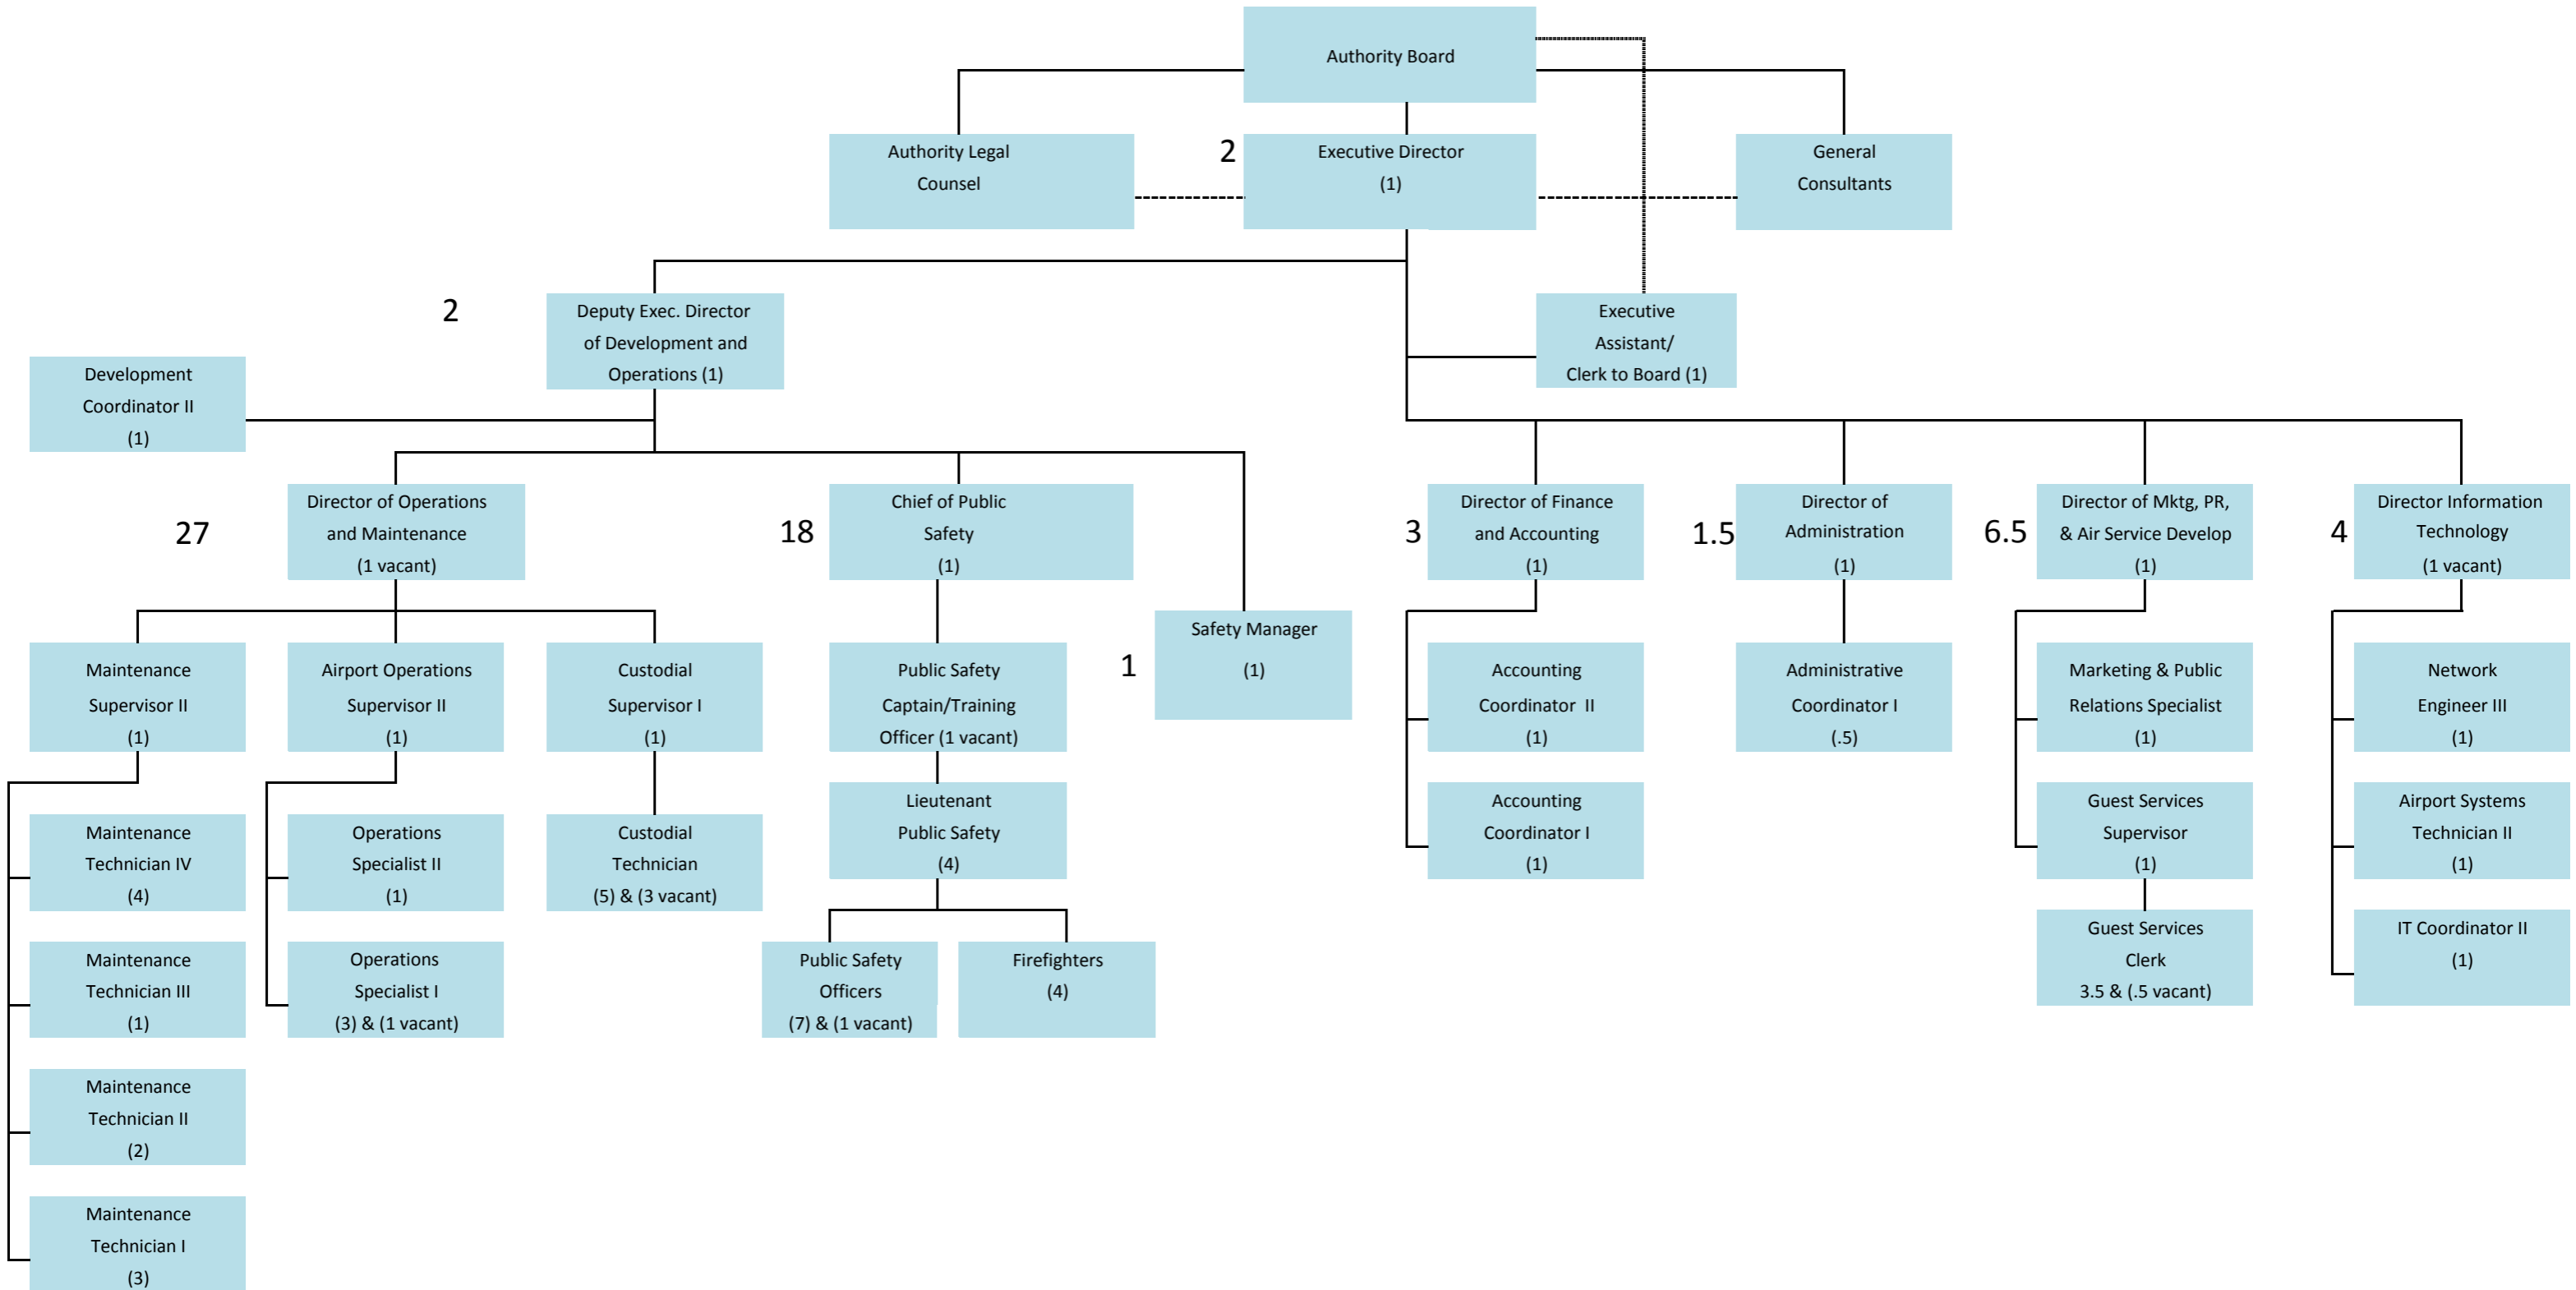 Authority Board
Authority Legal
Counsel
2
Executive Director
(1)
General
Consultants
2
Deputy Exec. Director
of Development and
Operations (1)
Executive
Assistant/
Clerk to Board (1)
Development
Coordinator II
(1)
27
Director of Operations
and Maintenance
(1 vacant)
18
Chief of Public
Safety
(1)
3
Director of Finance
and Accounting
(1)
1.5
Director of
Administration
(1)
6.5
Director of Mktg, PR,
& Air Service Develop
(1)
4
Director Information
Technology
(1 vacant)
1
Safety Manager
(1)
Maintenance
Supervisor II
(1)
Airport Operations
Supervisor II
(1)
Custodial
Supervisor I
(1)
Public Safety
Captain/Training
Officer (1 vacant)
Accounting
Coordinator II
(1)
Administrative
Coordinator I
(.5)
Marketing & Public
Relations Specialist
(1)
Network
Engineer III
(1)
Maintenance
Technician IV
(4)
Operations
Specialist II
(1)
Custodial
Technician
(5) & (3 vacant)
Lieutenant
Public Safety
(4)
Accounting
Coordinator I
(1)
Guest Services
Supervisor
(1)
Airport Systems
Technician II
(1)
Maintenance
Technician III
(1)
Operations
Specialist I
(3) & (1 vacant)
Public Safety
Officers
(7) & (1 vacant)
Firefighters
(4)
Guest Services
Clerk
3.5 & (.5 vacant)
IT Coordinator II
(1)
Maintenance
Technician II
(2)
Maintenance
Technician I
(3)